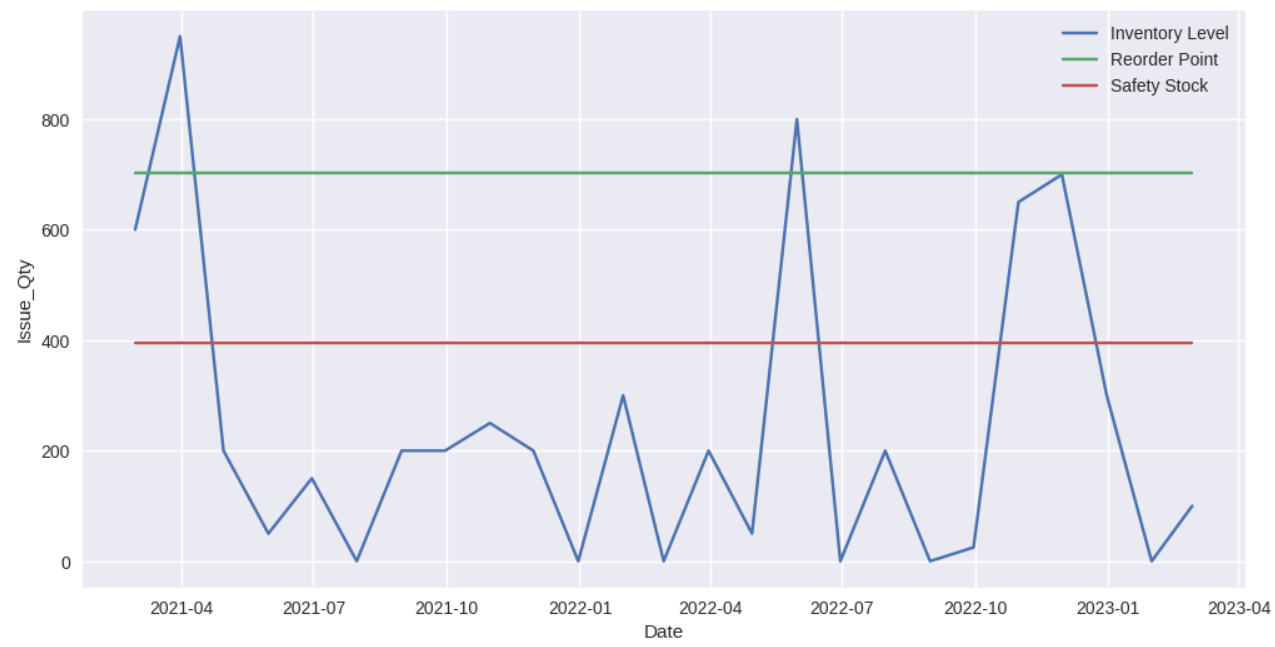 Inventory Level
Reorder Point
Safety Stock
800
600
400
200
0
Issue_Qty
2021-04 2021-07 2021-10 2022-01 2022-04 2022-07 2022-10 2023-01 2023-04
Date